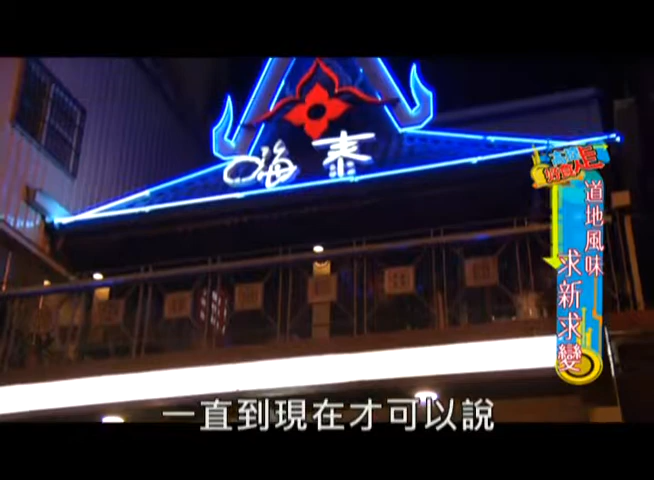 嗨 泰
道地風味
求新求變
一直到現在才可以說